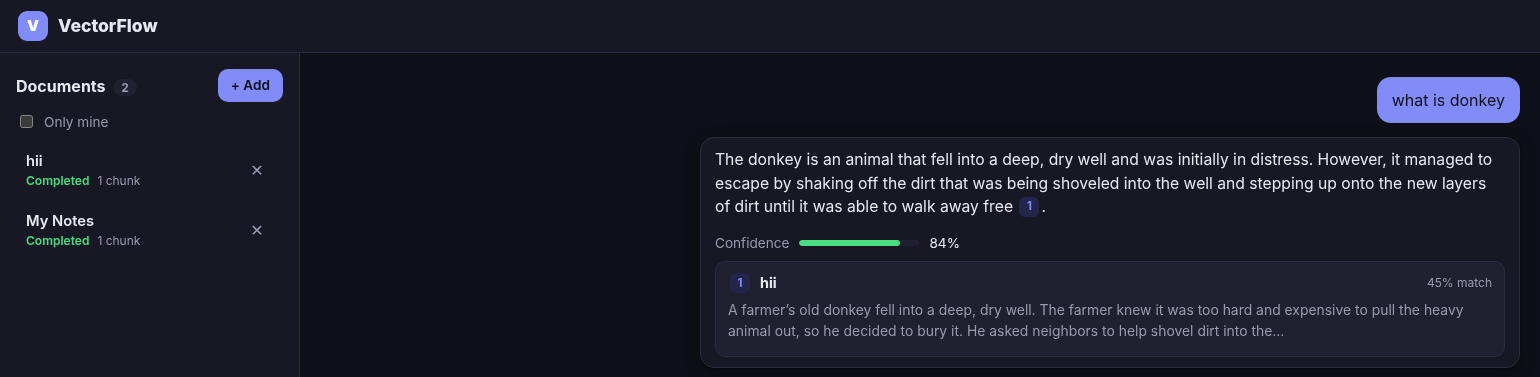 V VectorFlow
Documents 2 + Add
Only mine
hii
Completed 1 chunk ✕
My Notes
Completed 1 chunk ✕
what is donkey
The donkey is an animal that fell into a deep, dry well and was initially in distress. However, it managed to
escape by shaking off the dirt that was being shoveled into the well and stepping up onto the new layers
of dirt until it was able to walk away free 1 .
Confidence 84%
1 hii 45% match
A farmer’s old donkey fell into a deep, dry well. The farmer knew it was too hard and expensive to pull the heavy
animal out, so he decided to bury it. He asked neighbors to help shovel dirt into the...